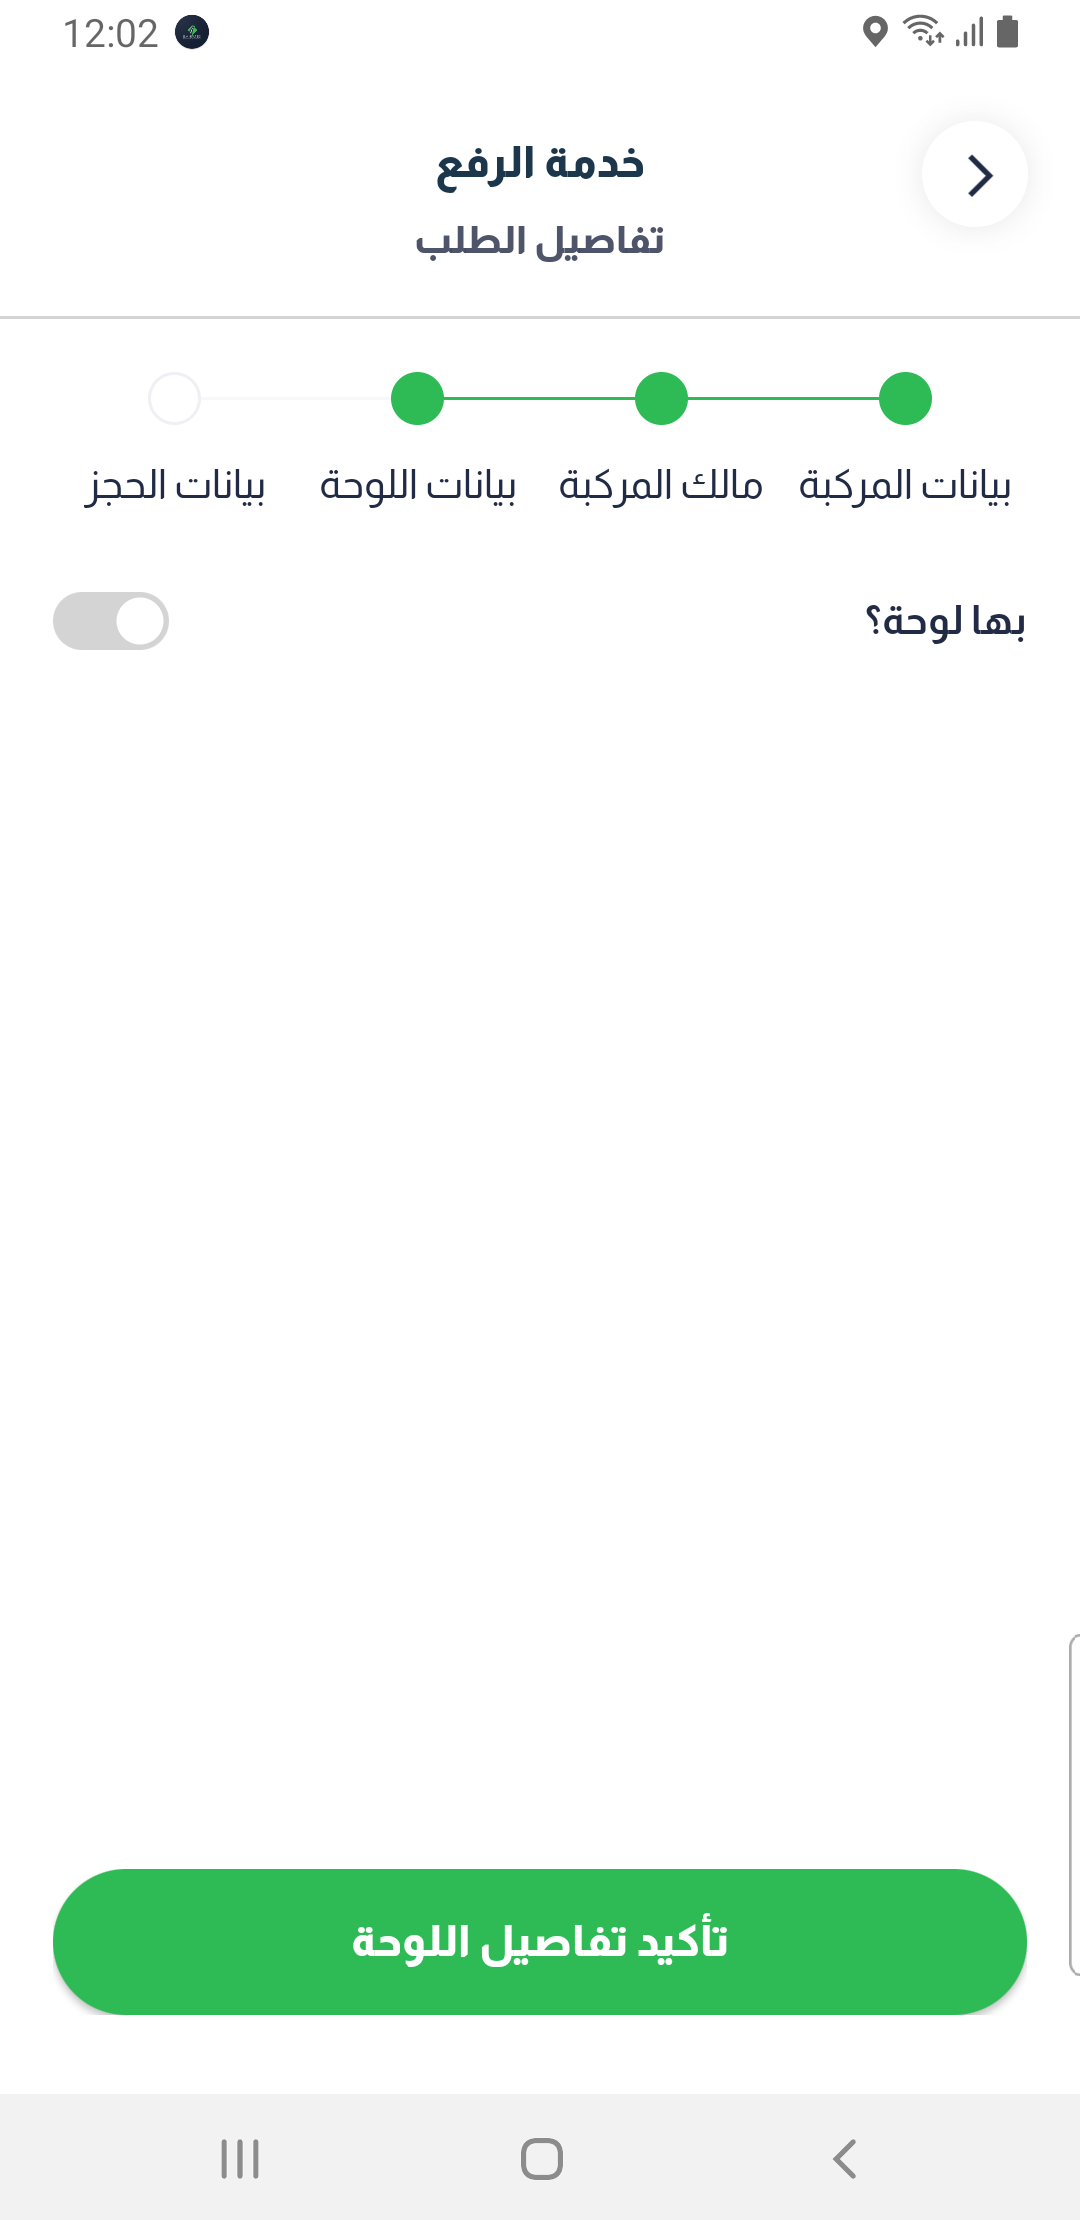 12:02
خدمة الرفع
تفاصيل الطلب
بيانات المركبة
مالك المركبة
بيانات اللوحة
بيانات الحجز
بها لوحة؟
تأكيد تفاصيل اللوحة